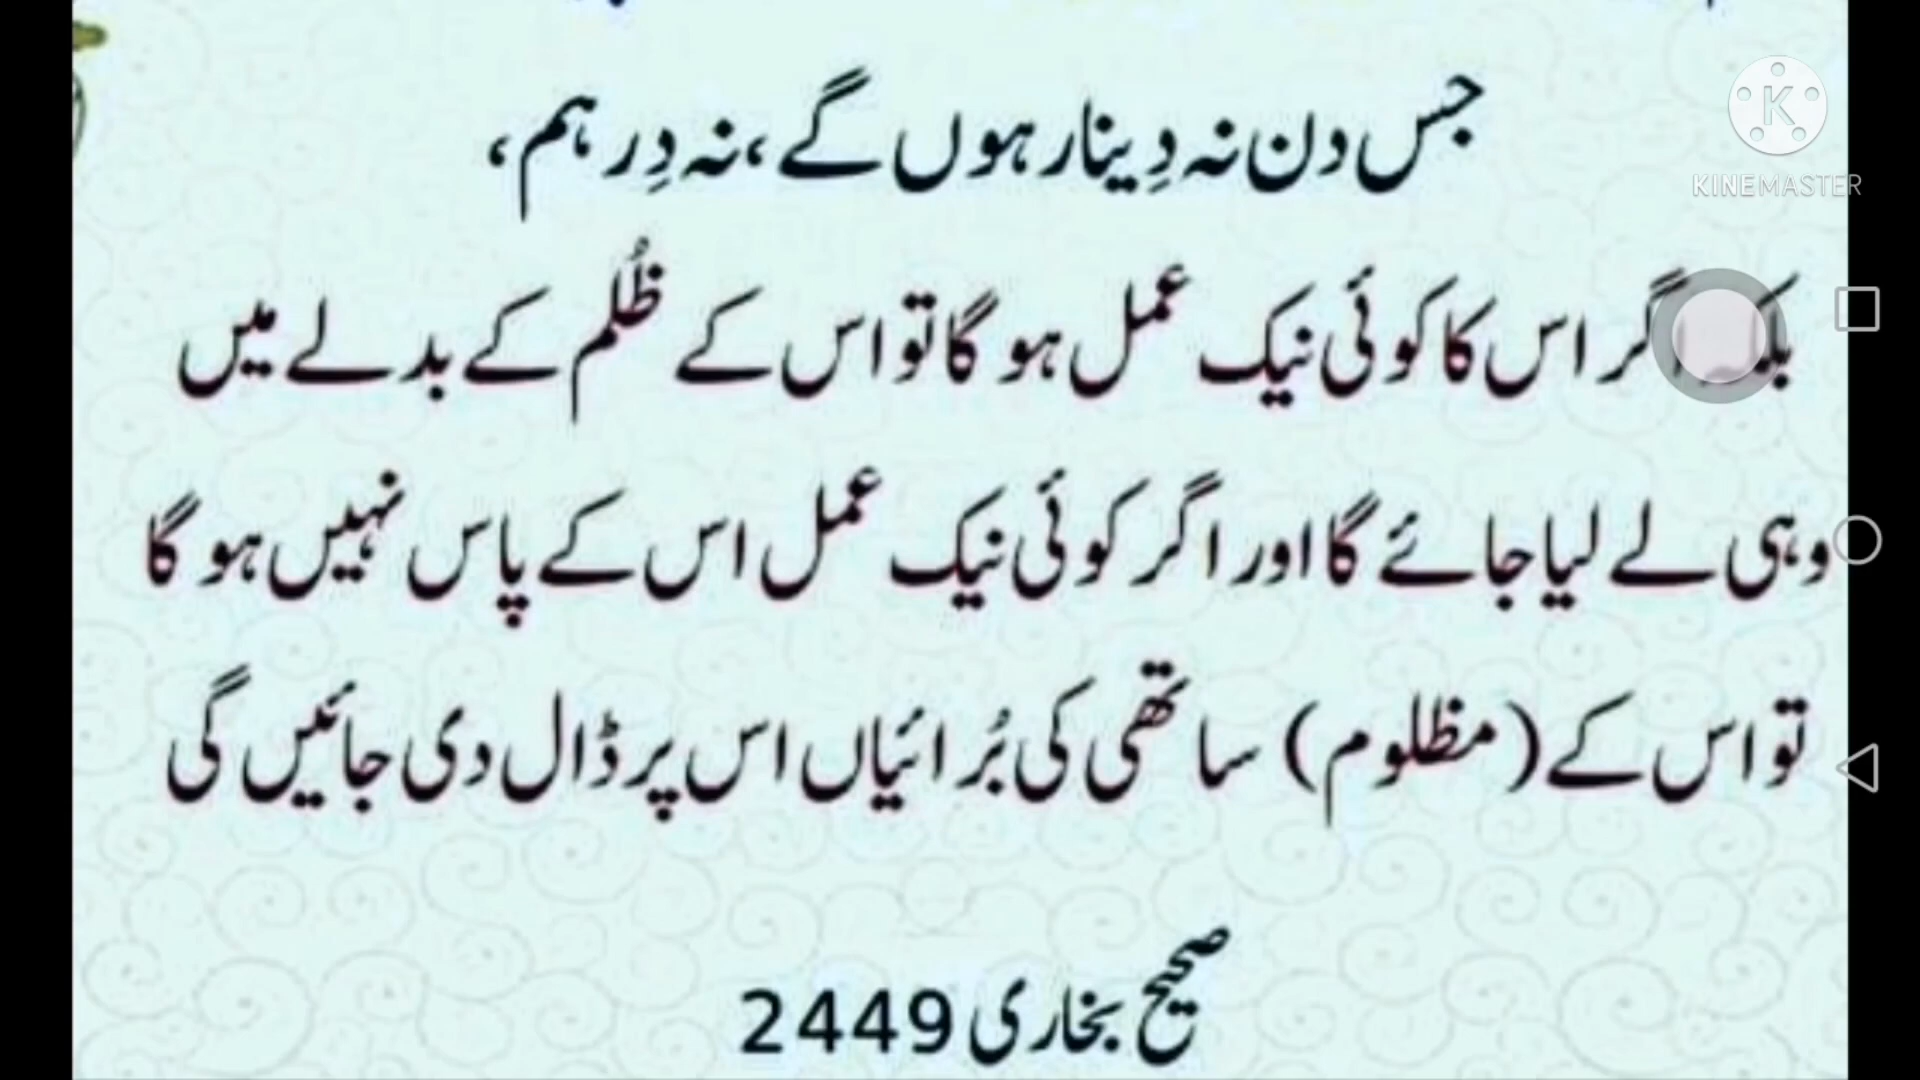 جس دن نہ دِینار ہوں گے، نہ دِرہم،
بلکہ اگر اس کا کوئی نیک عمل ہو گا تو اس کے ظُلم کے بدلے میں
وہی لے لیا جائے گا اور اگر کوئی نیک عمل اس کے پاس نہیں ہو گا
تو اس کے (مظلوم) ساتھی کی بُرائیاں اس پر ڈال دی جائیں گی
صحیح بخاری 2449
K
KINEMASTER